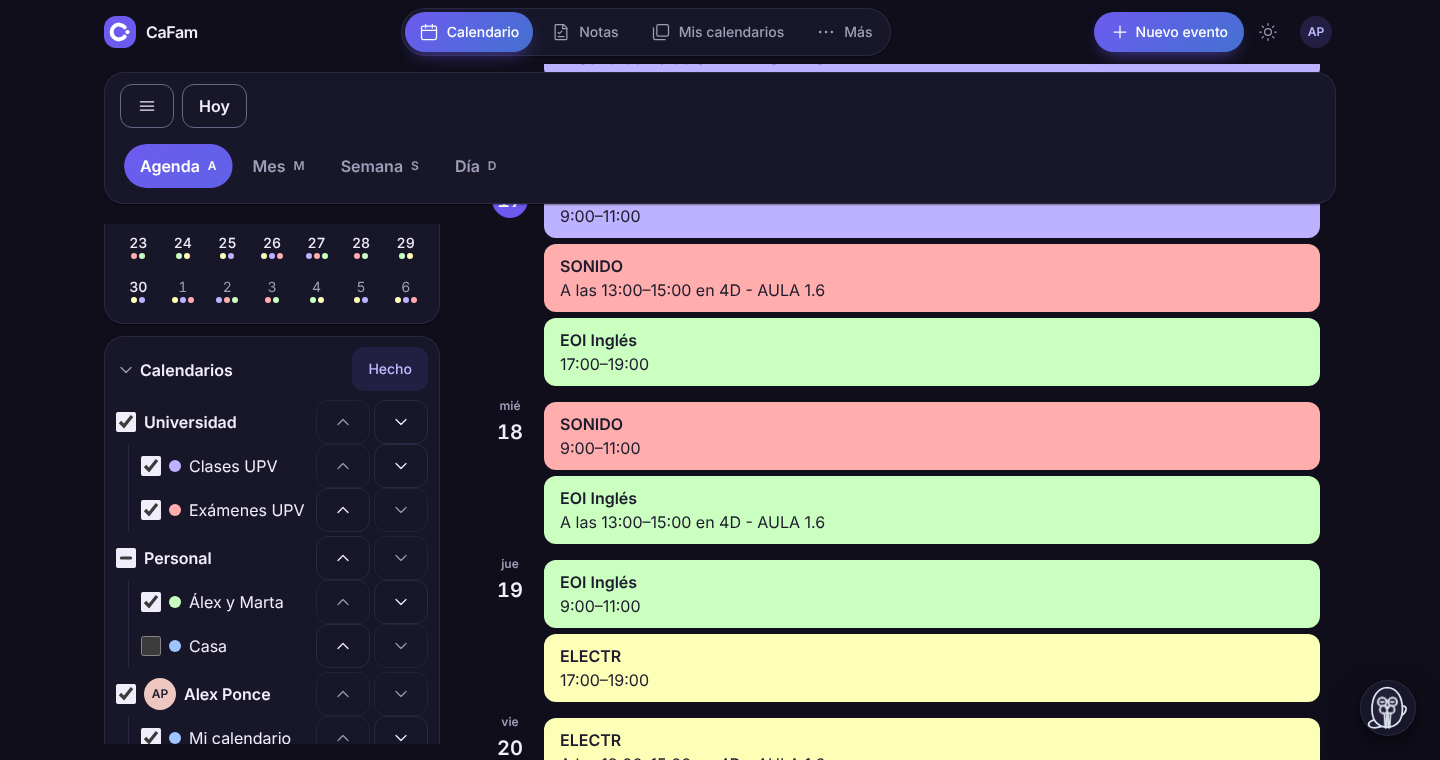 CaFam
Calendario
Notas
Mis calendarios
Más
Nuevo evento
AP
Hoy
Agenda A
Mes M
Semana S
Día D
9:00–11:00
SONIDO
A las 13:00–15:00 en 4D - AULA 1.6
EOI Inglés
17:00–19:00
mié
18
SONIDO
9:00–11:00
EOI Inglés
A las 13:00–15:00 en 4D - AULA 1.6
jue
19
EOI Inglés
9:00–11:00
ELECTR
17:00–19:00
vie
20
ELECTR
23 24 25 26 27 28 29
30 1 2 3 4 5 6
Calendarios
Hecho
Universidad
Clases UPV
Exámenes UPV
Personal
Álex y Marta
Casa
AP Alex Ponce
Mi calendario